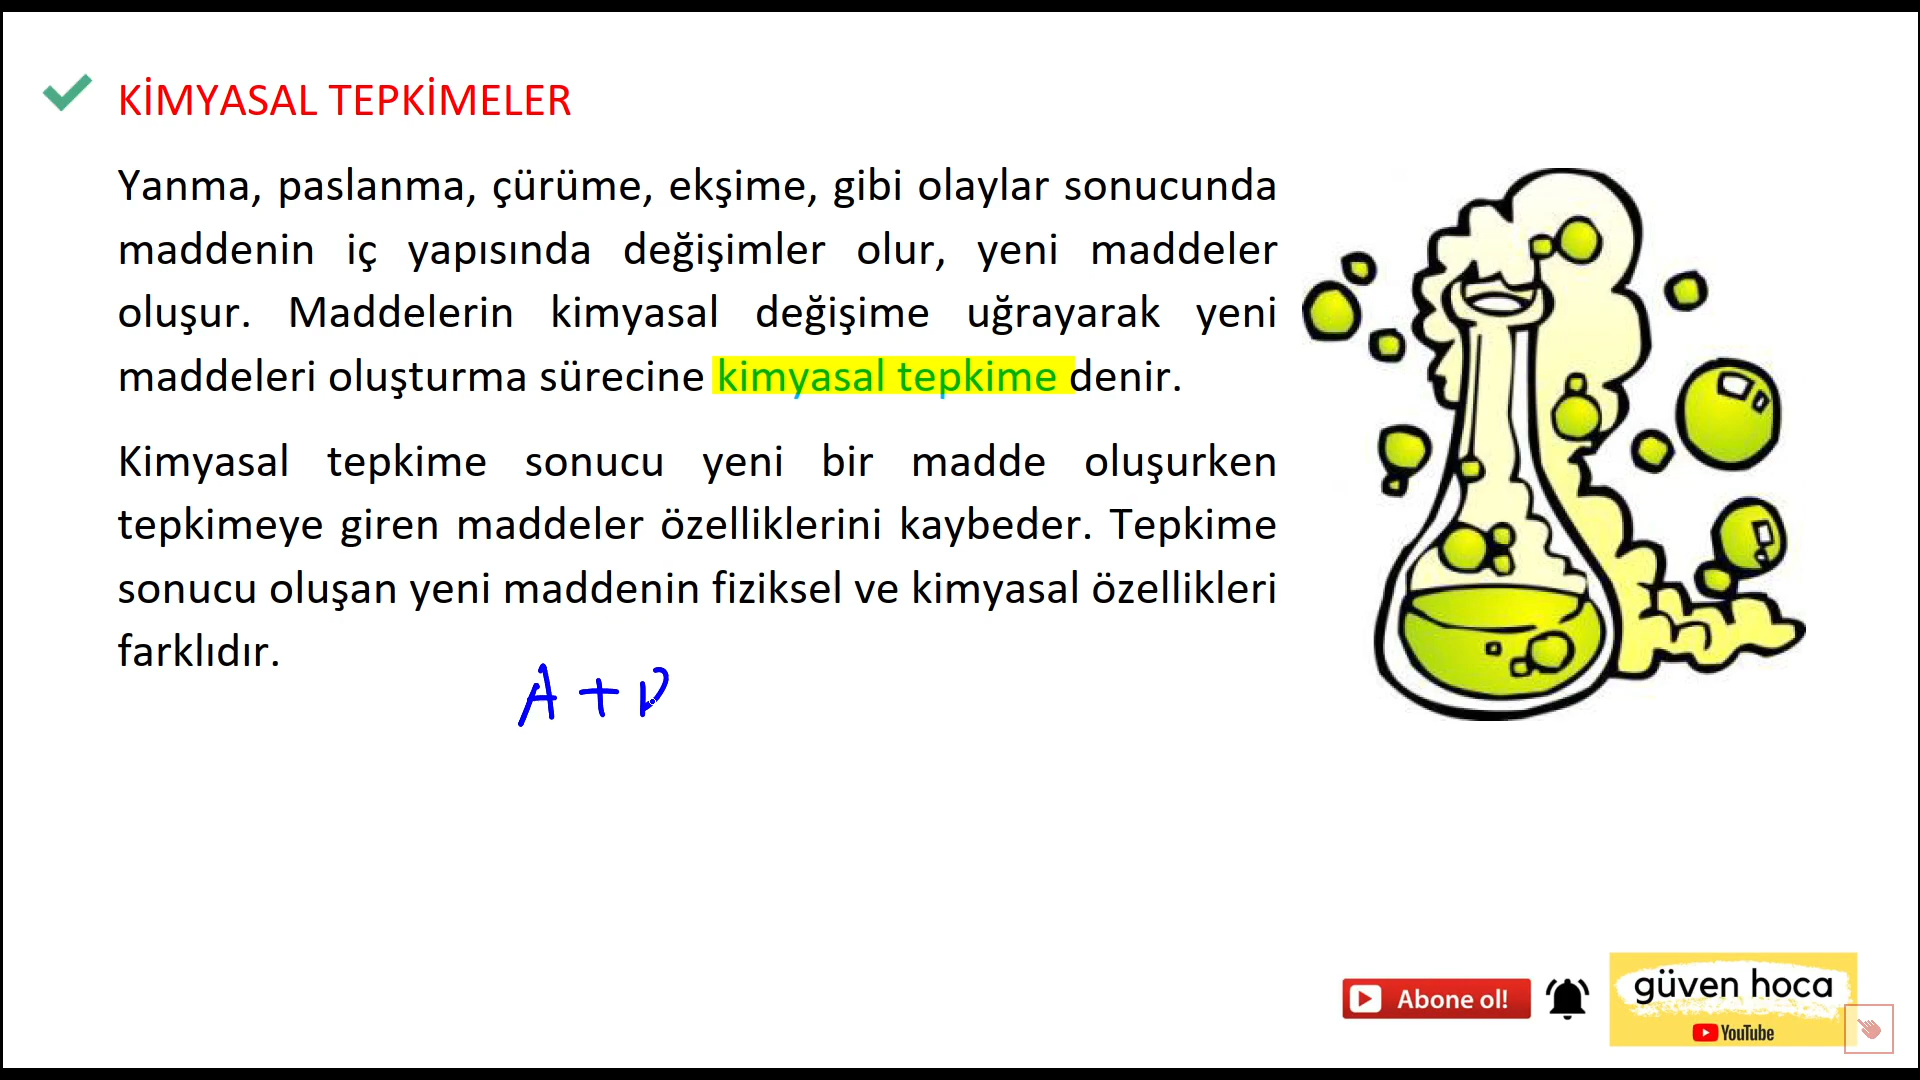 KİMYASAL TEPKİMELER
Yanma, paslanma, çürüme, ekşime, gibi olaylar sonucunda
maddenin iç yapısında değişimler olur, yeni maddeler
oluşur. Maddelerin kimyasal değişime uğrayarak yeni
maddeleri oluşturma sürecine kimyasal tepkime denir.
Kimyasal tepkime sonucu yeni bir madde oluşurken
tepkimeye giren maddeler özelliklerini kaybeder. Tepkime
sonucu oluşan yeni maddenin fiziksel ve kimyasal özellikleri
farklıdır.
A +
Abone ol!
güven hoca
YouTube